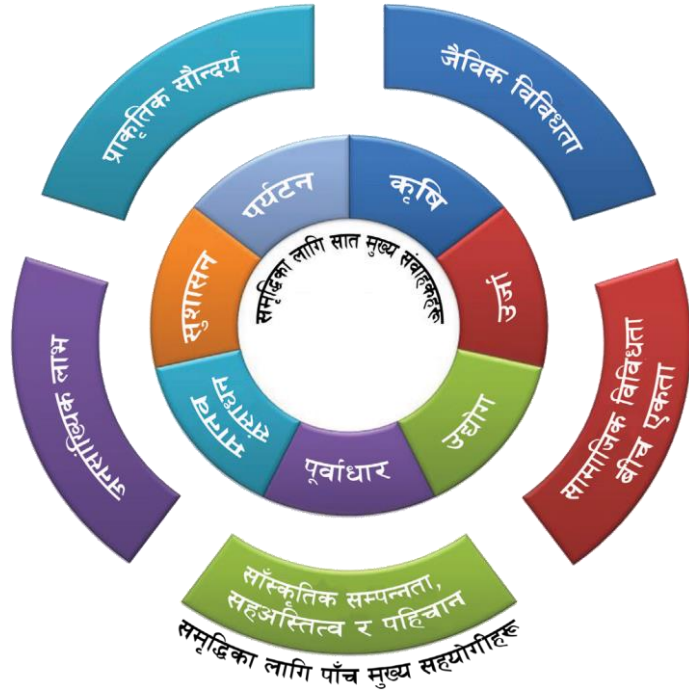 प्राकृतिक सौन्दर्य
जैविक विविधता
पर्यटन
कृषि
समृद्धिका लागि सात मुख्य संवाहकहरू
सुशासन
उर्जा
जनसांख्यिक लाभ
सामाजिक विविधता
बीच एकता
मानव
संसाधन
उद्योग
पूर्वाधार
साँस्कृतिक सम्पन्नता,
सहअस्तित्व र पहिचान
समृद्धिका लागि पाँच मुख्य सहयोगीहरू